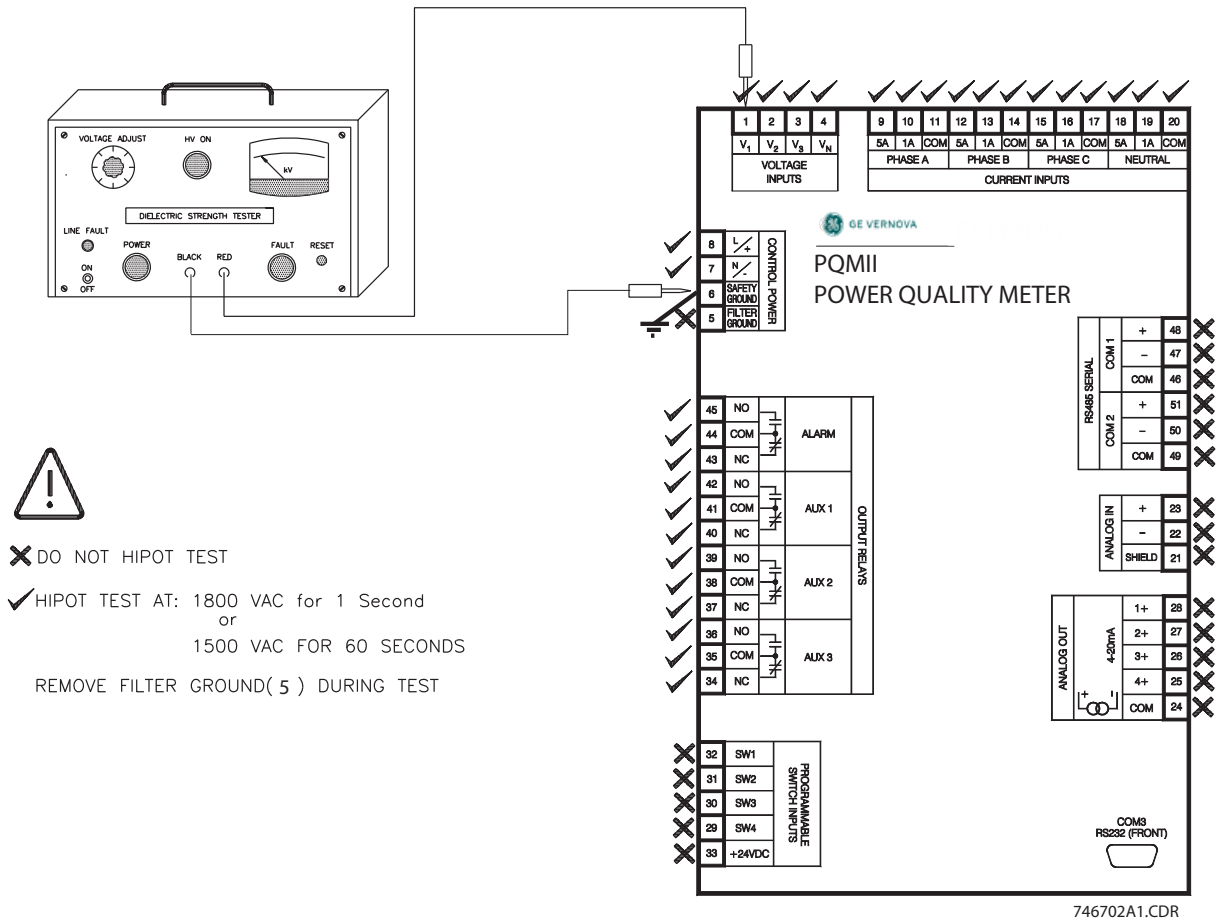 VOLTAGE ADJUST
HV ON
kV
DIELECTRIC STRENGTH TESTER
LINE FAULT
POWER
BLACK
RED
FAULT
RESET
ON
OFF
1 2 3 4
V1 V2 V3 VN
VOLTAGE
INPUTS
9 10 11 12 13 14 15 16 17 18 19 20
5A 1A COM 5A 1A COM 5A 1A COM 5A 1A COM
PHASE A PHASE B PHASE C NEUTRAL
CURRENT INPUTS
GE VERNOVA
PQMII
POWER QUALITY METER
8 L/+
7 N/-
6 SAFETY GROUND
5 FILTER GROUND
CONTROL POWER
48 +
47 –
46 COM
COM 1
51 +
50 –
49 COM
COM 2
RS485 SERIAL
45 NO
44 COM
43 NC
ALARM
42 NO
41 COM
40 NC
AUX 1
39 NO
38 COM
37 NC
AUX 2
36 NO
35 COM
34 NC
AUX 3
OUTPUT RELAYS
ANALOG IN
+ 23
– 22
SHIELD 21
ANALOG OUT
4-20mA
+ -
1+ 28
2+ 27
3+ 26
4+ 25
COM 24
32 SW1
31 SW2
30 SW3
29 SW4
33 +24VDC
PROGRAMMABLE
SWITCH INPUTS
COM3
RS232 (FRONT)
!
DO NOT HIPOT TEST
HIPOT TEST AT: 1800 VAC for 1 Second
or
1500 VAC FOR 60 SECONDS
REMOVE FILTER GROUND( 5 ) DURING TEST
746702A1.CDR